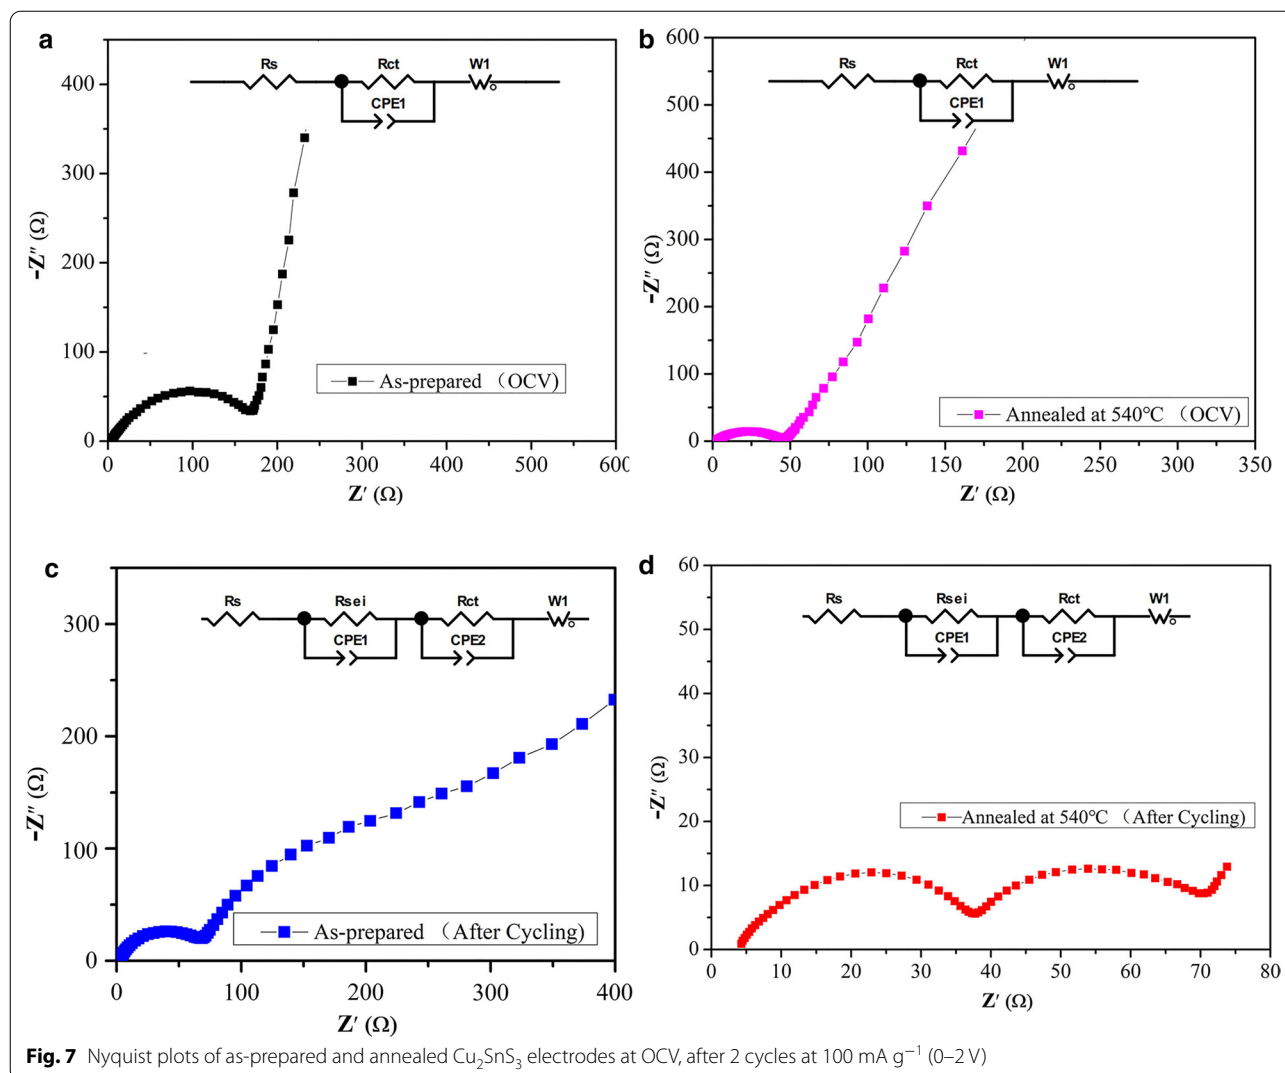 a
Rs
Rct
W1
CPE1
400
300
200
100
0
-Z″ (Ω)
As-prepared （OCV)
0 100 200 300 400 500 600
Z′ (Ω)
b
Rs
Rct
W1
CPE1
600
500
400
300
200
100
0
-Z″ (Ω)
Annealed at 540℃ （OCV)
0 50 100 150 200 250 300 350
Z′ (Ω)
c
Rs
Rsei
Rct
W1
CPE1
CPE2
300
200
100
0
-Z″ (Ω)
As-prepared （After Cycling)
0 100 200 300 400
Z′ (Ω)
d
Rs
Rsei
Rct
W1
CPE1
CPE2
60
50
40
30
20
10
0
-Z″ (Ω)
Annealed at 540℃ （After Cycling)
0 10 20 30 40 50 60 70 80
Z′ (Ω)
Fig. 7 Nyquist plots of as-prepared and annealed Cu₂SnS₃ electrodes at OCV, after 2 cycles at 100 mA g⁻¹ (0–2 V)